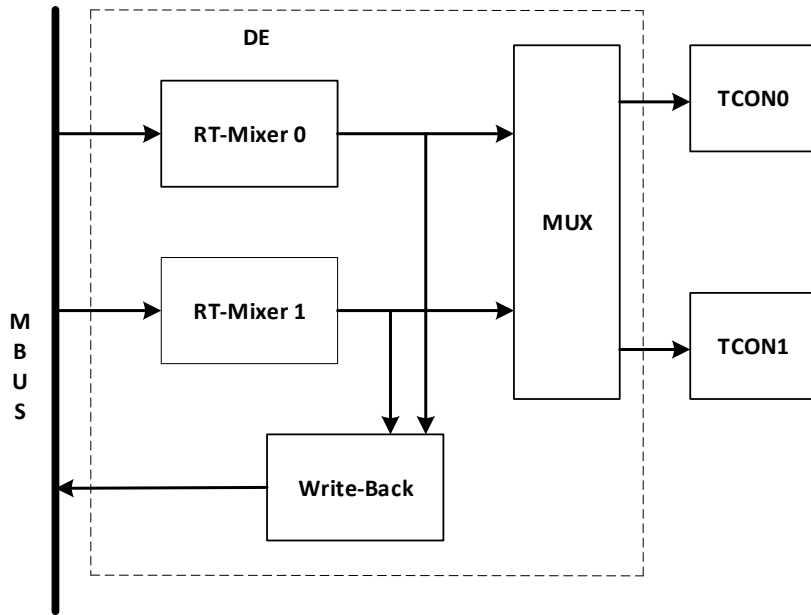 DE
RT-Mixer 0
TCON0
MUX
RT-Mixer 1
TCON1
M
B
U
S
Write-Back